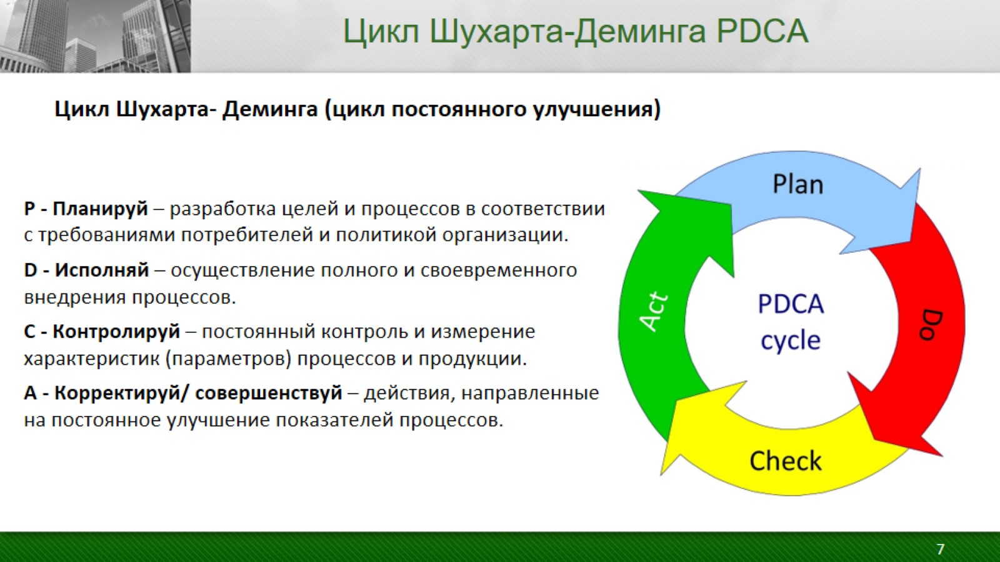 Цикл Шухарта-Деминга PDCA
Цикл Шухарта- Деминга (цикл постоянного улучшения)
P - Планируй – разработка целей и процессов в соответствии
с требованиями потребителей и политикой организации.
D - Исполняй – осуществление полного и своевременного
внедрения процессов.
C - Контролируй – постоянный контроль и измерение
характеристик (параметров) процессов и продукции.
A - Корректируй/ совершенствуй – действия, направленные
на постоянное улучшение показателей процессов.
Plan
Do
Check
Act
PDCA
cycle
7